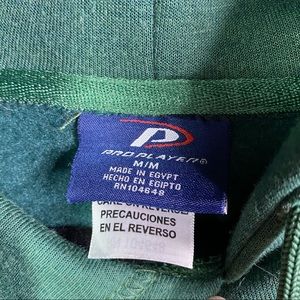 PRO PLAYER®
M/M
MADE IN EGYPT
HECHO EN EGIPTO
RN104648
CARE ON REVERSE
PRECAUCIONES
EN EL REVERSO